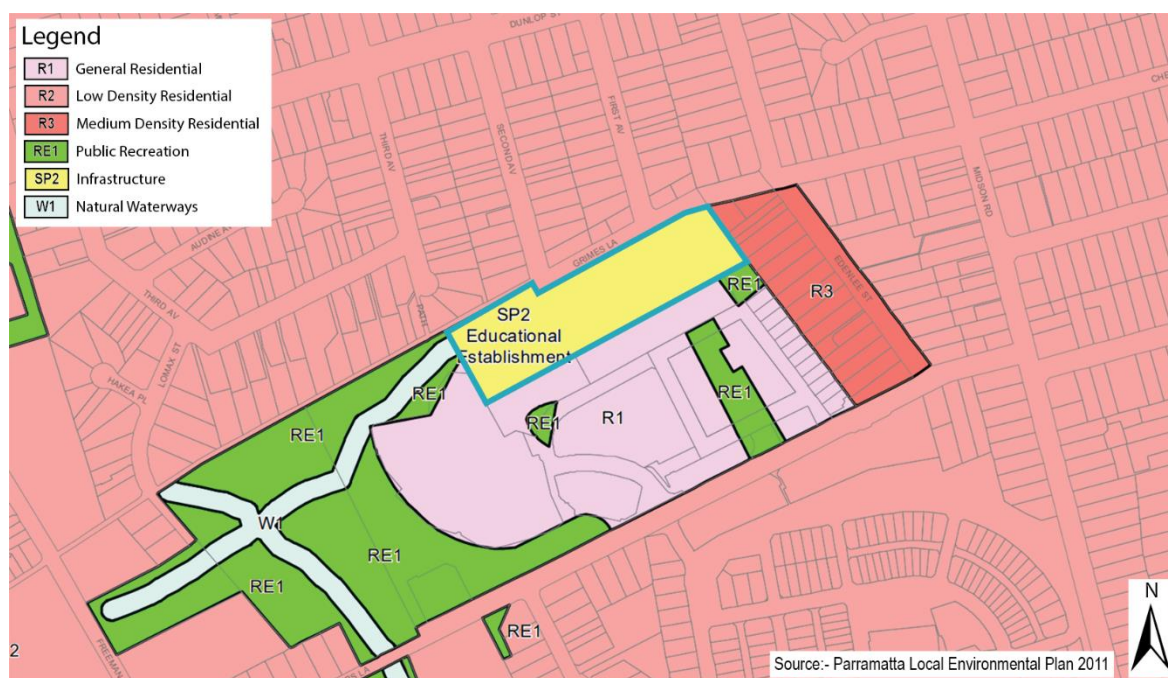 Legend
R1 General Residential
R2 Low Density Residential
R3 Medium Density Residential
RE1 Public Recreation
SP2 Infrastructure
W1 Natural Waterways
DUNLOP ST
THIRD AV
SECOND AV
FIRST AV
MIDSON RD
AUDINE AV
GRIMES LA
EDENLEE ST
THIRD AV
LOMAX ST
HAKEA PL
PATH
SP2
Educational
Establishment
RE1
R3
RE1
RE1
RE1
R1
RE1
W1
RE1
RE1
RE1
2
FREEMAN
N
Source:- Parramatta Local Environmental Plan 2011